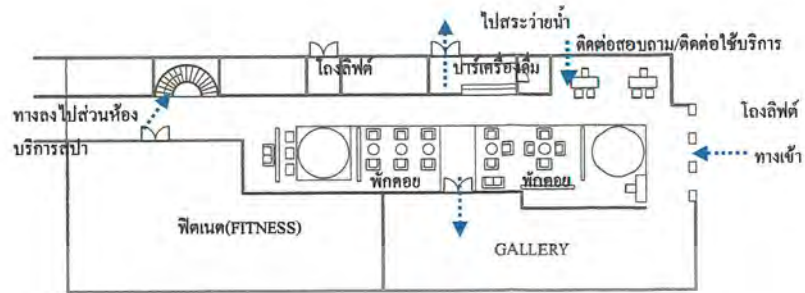 ไปสระว่ายน้ำ
ติดต่อสอบถาม/ติดต่อใช้บริการ
โถงลิฟต์
บาร์เครื่องดื่ม
ทางลงไปส่วนห้อง
บริการสปา
โถงลิฟต์
ทางเข้า
พักคอย
พักคอย
ฟิตเนต(FITNESS)
GALLERY